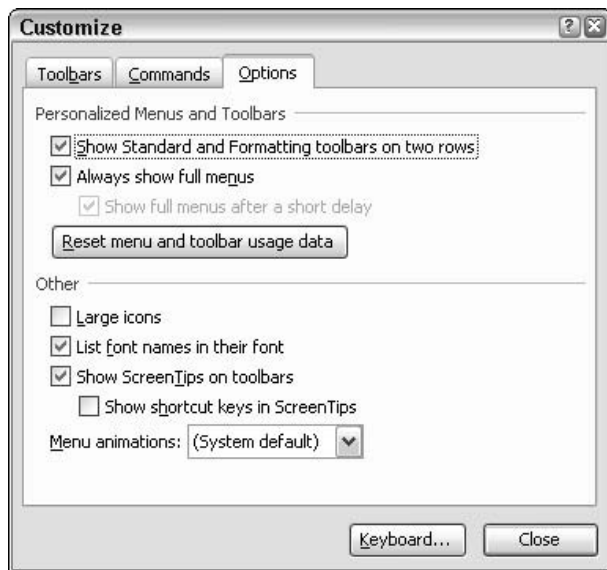 Customize
Toolbars Commands Options
Personalized Menus and Toolbars
Show Standard and Formatting toolbars on two rows
Always show full menus
Show full menus after a short delay
Reset menu and toolbar usage data
Other
Large icons
List font names in their font
Show ScreenTips on toolbars
Show shortcut keys in ScreenTips
Menu animations: (System default)
Keyboard... Close